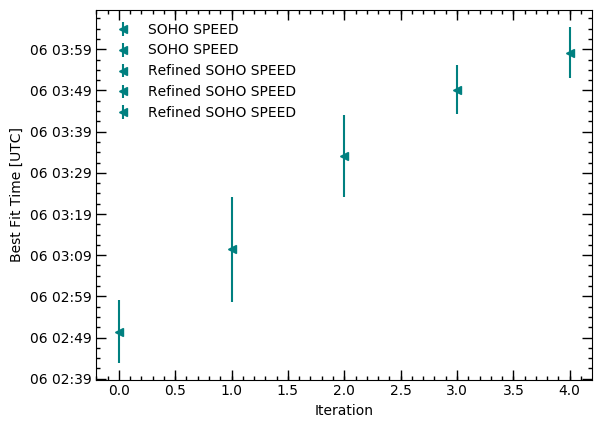 SOHO SPEED
SOHO SPEED
Refined SOHO SPEED
Refined SOHO SPEED
Refined SOHO SPEED
06 03:59
06 03:49
06 03:39
06 03:29
06 03:19
06 03:09
06 02:59
06 02:49
06 02:39
Best Fit Time [UTC]
0.0 0.5 1.0 1.5 2.0 2.5 3.0 3.5 4.0
Iteration